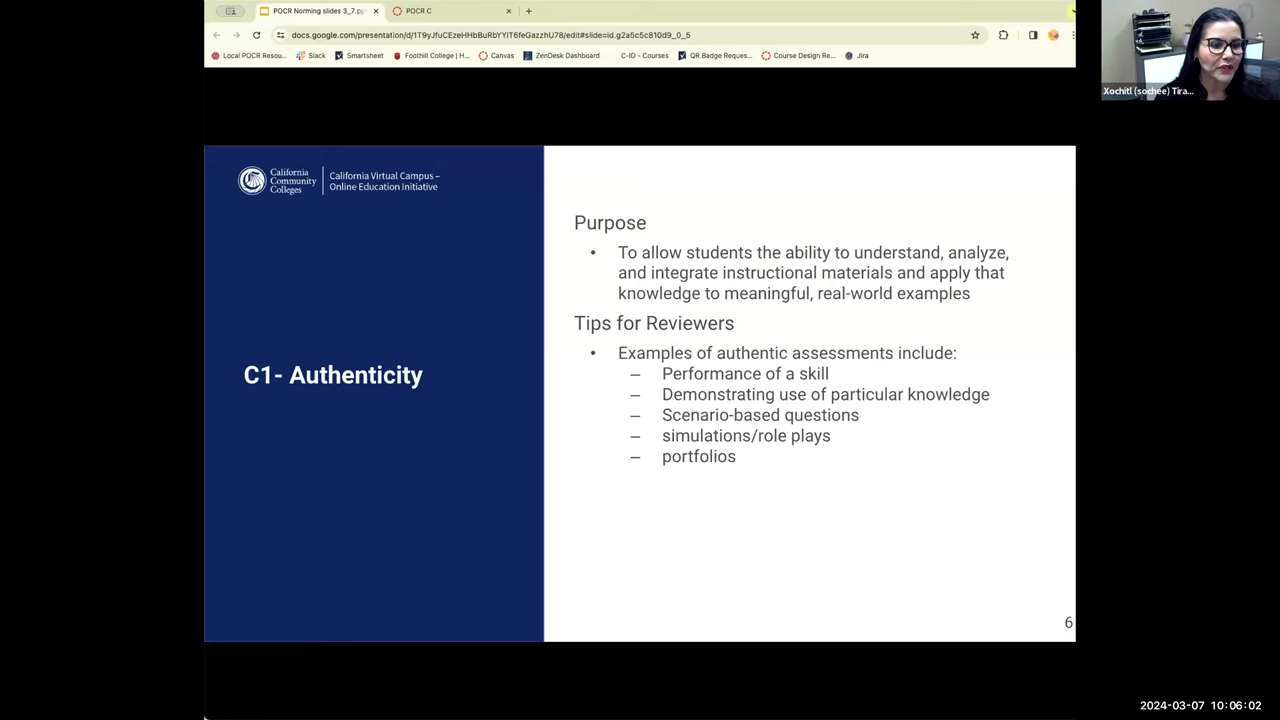 POCR Norming slides 3_7.pp
POCR C
docs.google.com/presentation/d/1T9yJfuCEzeHHbBuRbYYiT6feGazzhU78/edit#slide=id.g2a5c5c810d9_0_5
Local POCR Resou...
Slack
Smartsheet
Foothill College | H...
Canvas
ZenDesk Dashboard
C-ID - Courses
QR Badge Reques...
Course Design Re...
Jira
Xochitl (sochee) Tira...
California
Community
Colleges
California Virtual Campus –
Online Education Initiative
C1- Authenticity
Purpose
• To allow students the ability to understand, analyze,
and integrate instructional materials and apply that
knowledge to meaningful, real-world examples
Tips for Reviewers
• Examples of authentic assessments include:
– Performance of a skill
– Demonstrating use of particular knowledge
– Scenario-based questions
– simulations/role plays
– portfolios
6
2024-03-07 10:06:02